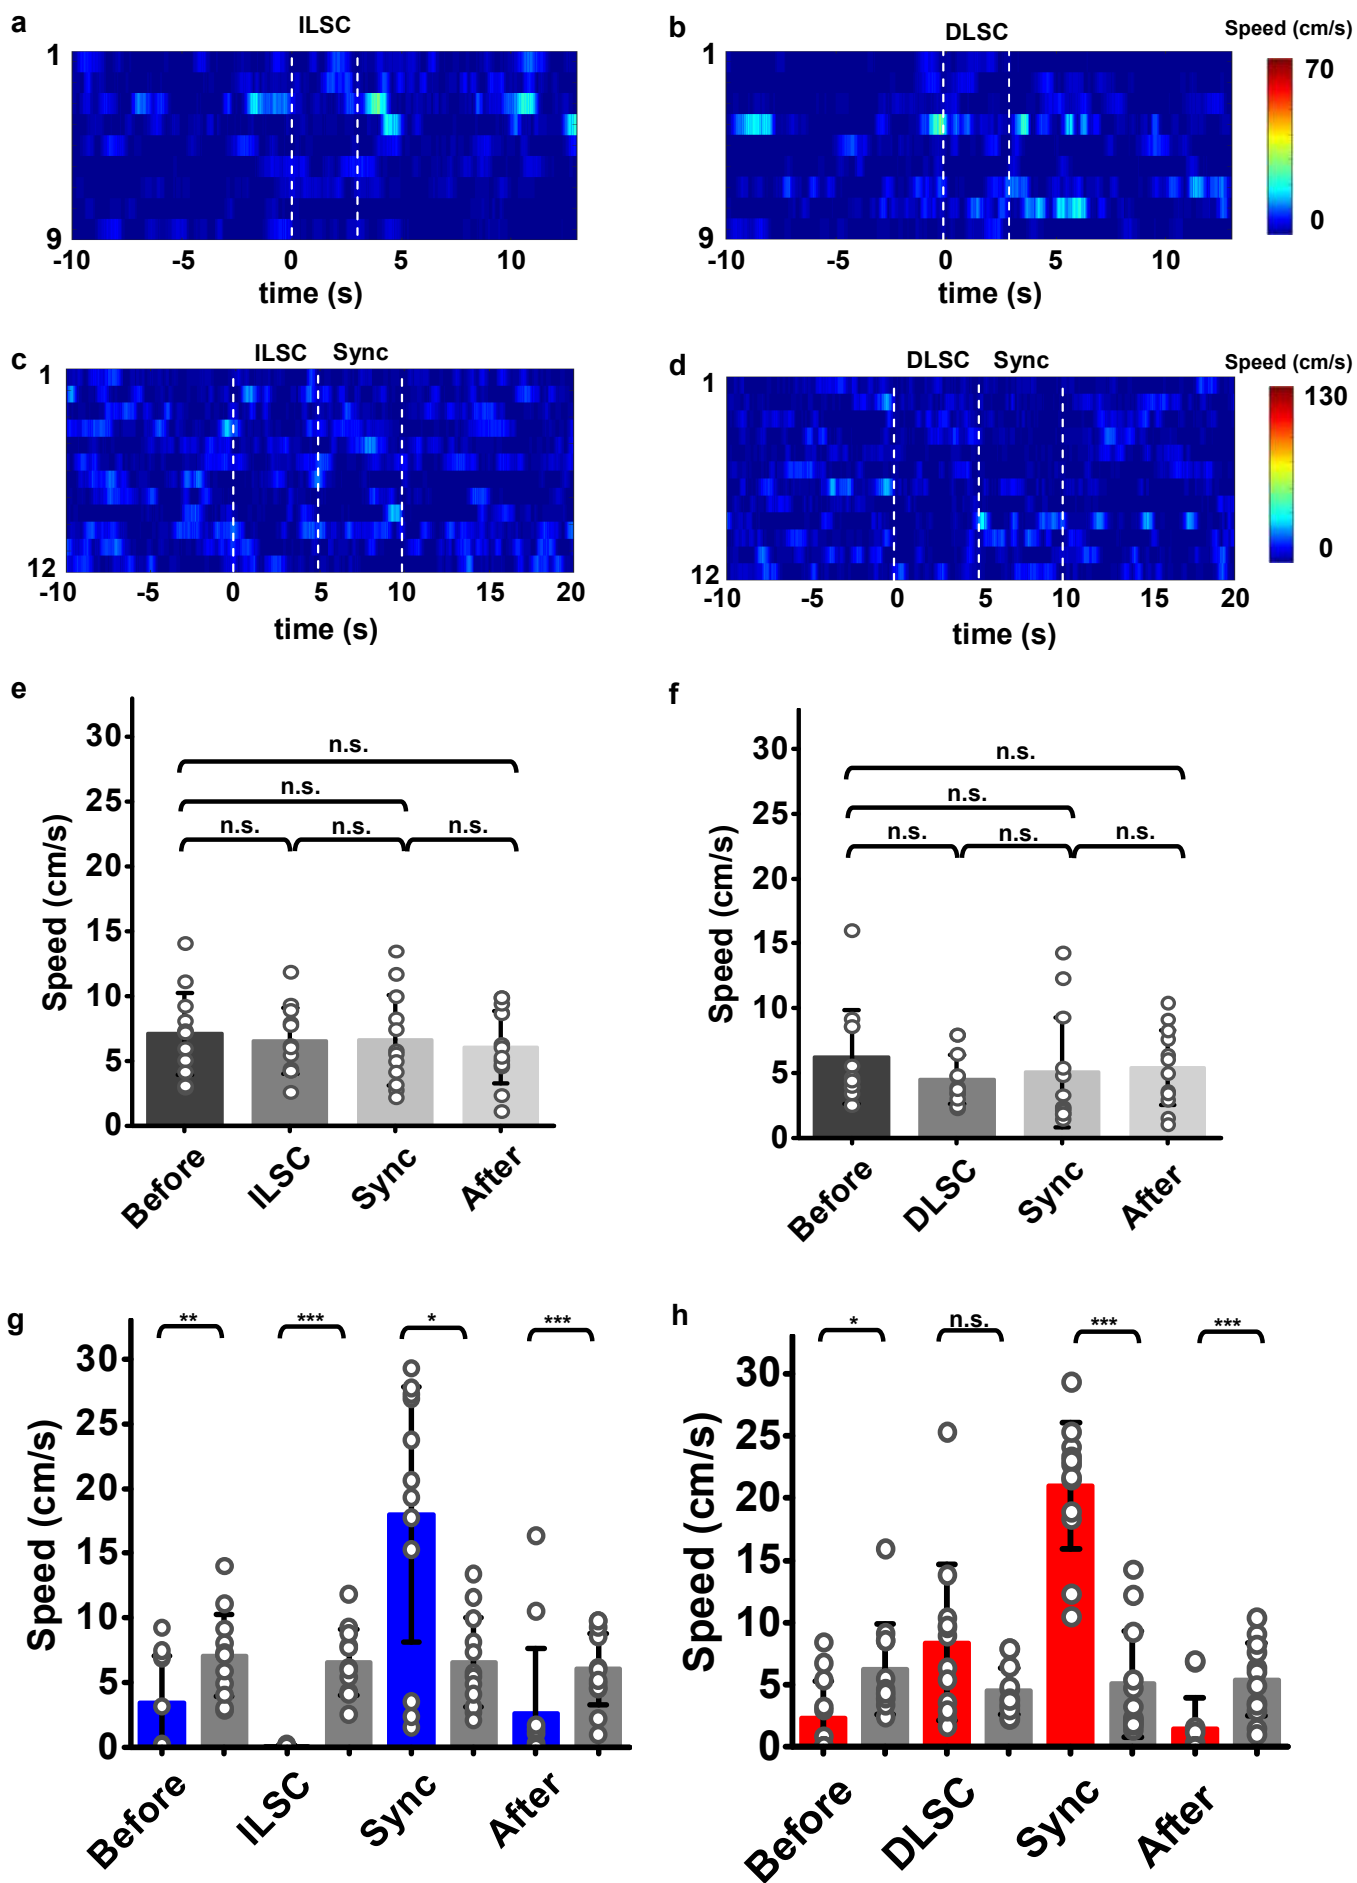 a
ILSC
1
9
-10 -5 0 5 10
time (s)
b
DLSC
Speed (cm/s)
70
0
1
9
-10 -5 0 5 10
time (s)
c
ILSC Sync
1
12
-10 -5 0 5 10 15 20
time (s)
d
DLSC Sync
Speed (cm/s)
130
0
1
12
-10 -5 0 5 10 15 20
time (s)
e
Speed (cm/s)
30
25
20
15
10
5
0
n.s.
n.s.
n.s. n.s. n.s.
Before ILSC Sync After
f
Speed (cm/s)
30
25
20
15
10
5
0
n.s.
n.s.
n.s. n.s. n.s.
Before DLSC Sync After
g
Speed (cm/s)
30
25
20
15
10
5
0
** *** * ***
Before ILSC Sync After
h
Speed (cm/s)
30
25
20
15
10
5
0
* n.s. *** ***
Before DLSC Sync After